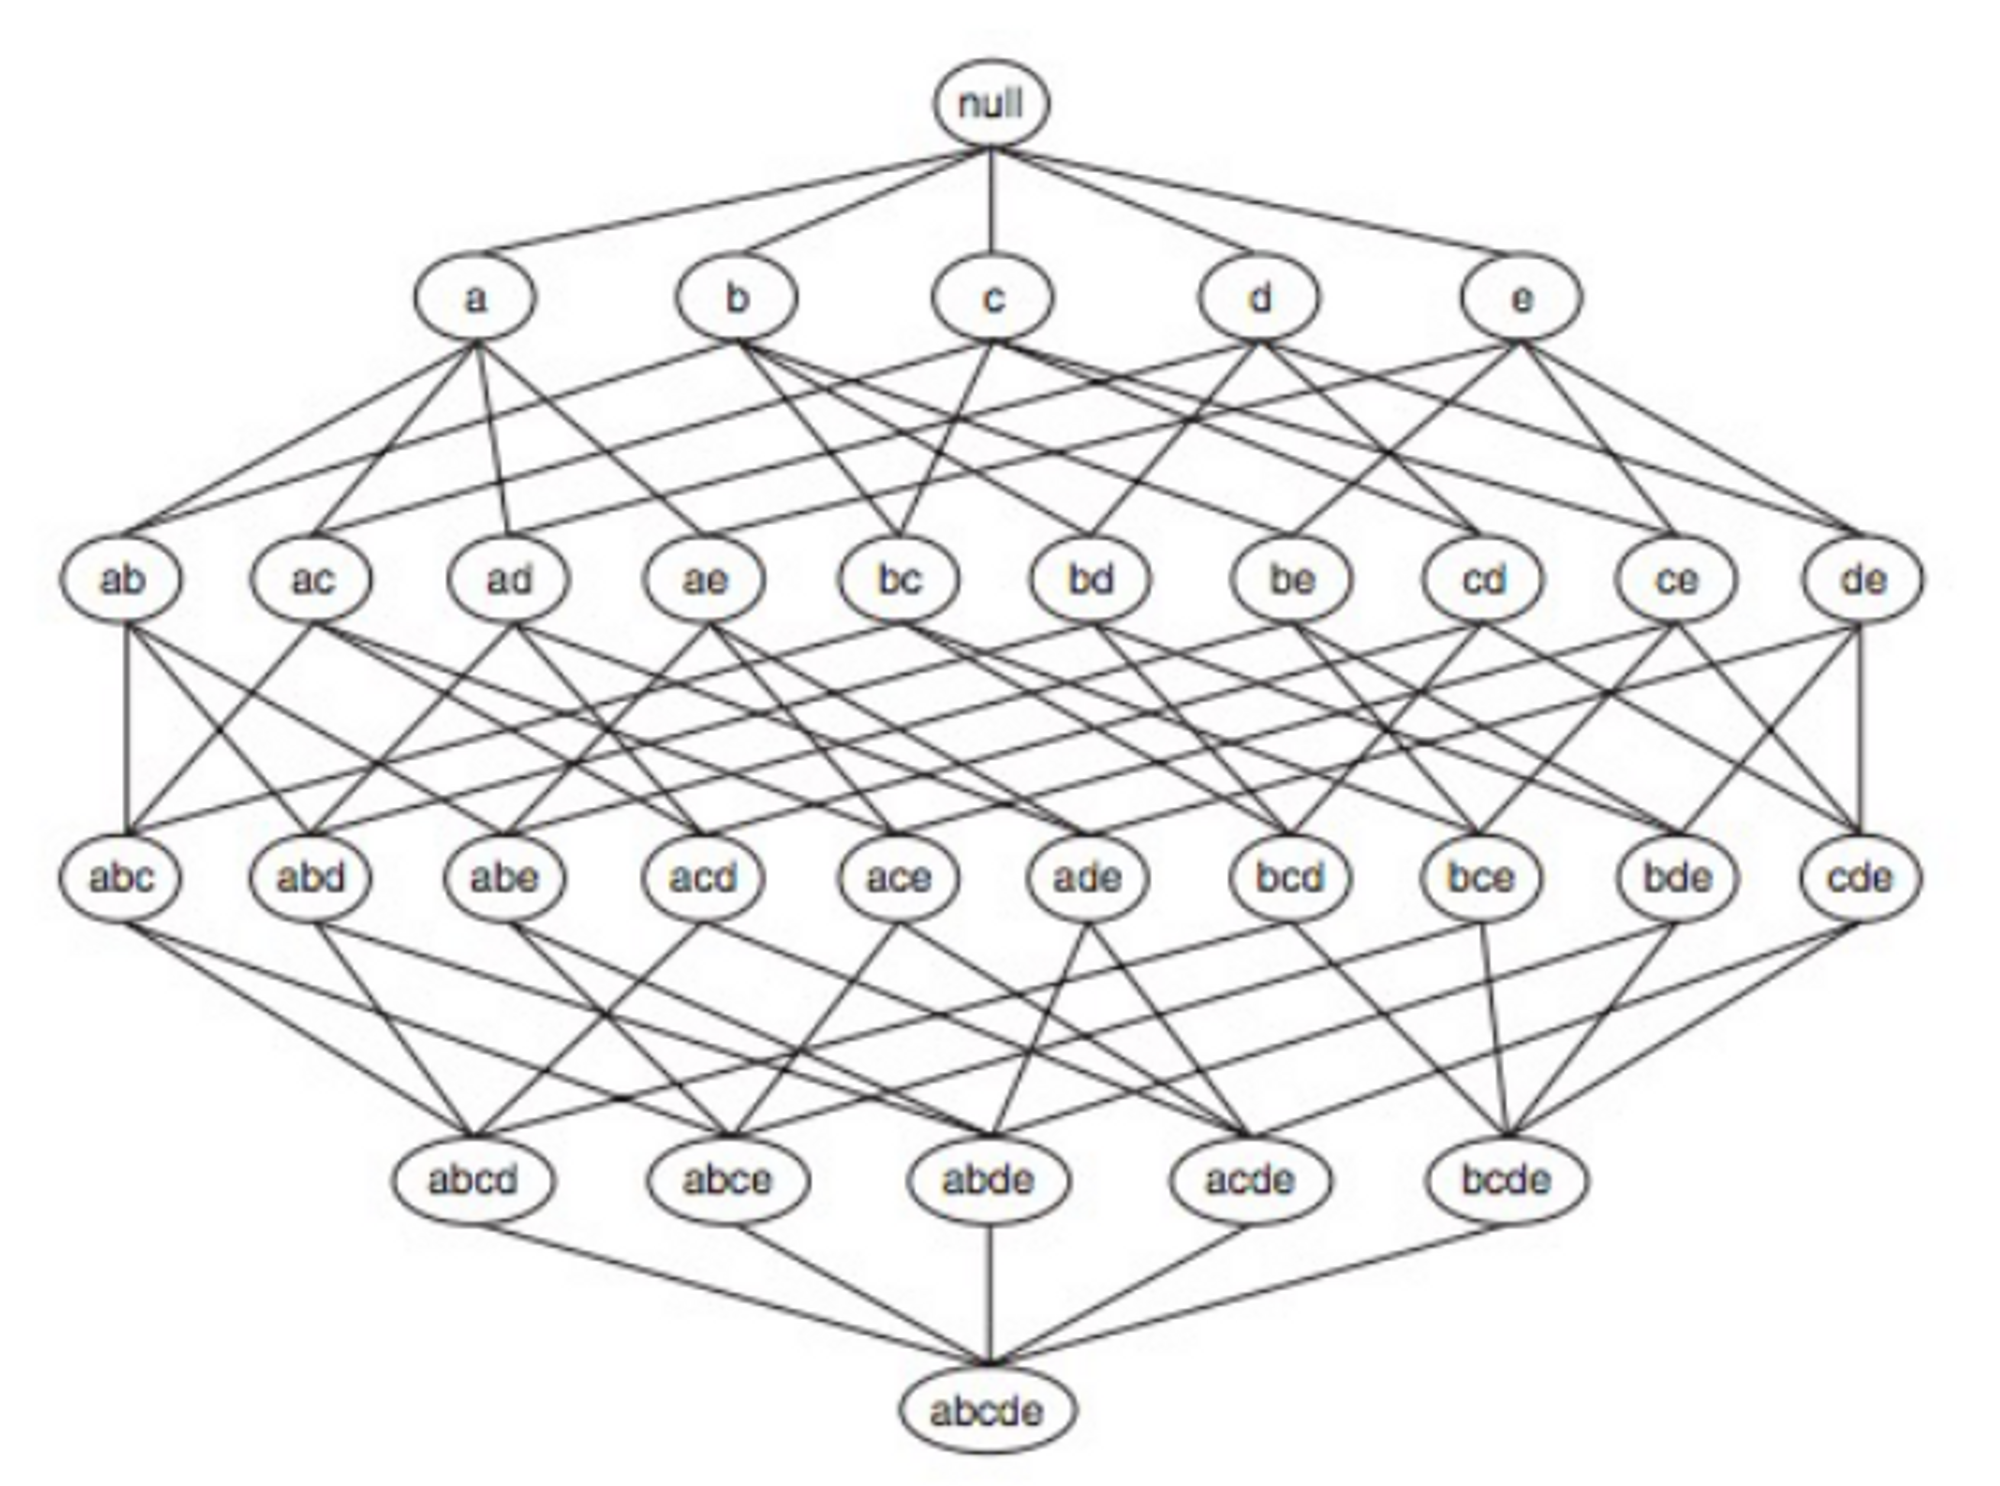 null
a b c d e
ab ac ad ae bc bd be cd ce de
abc abd abe acd ace ade bcd bce bde cde
abcd abce abde acde bcde
abcde